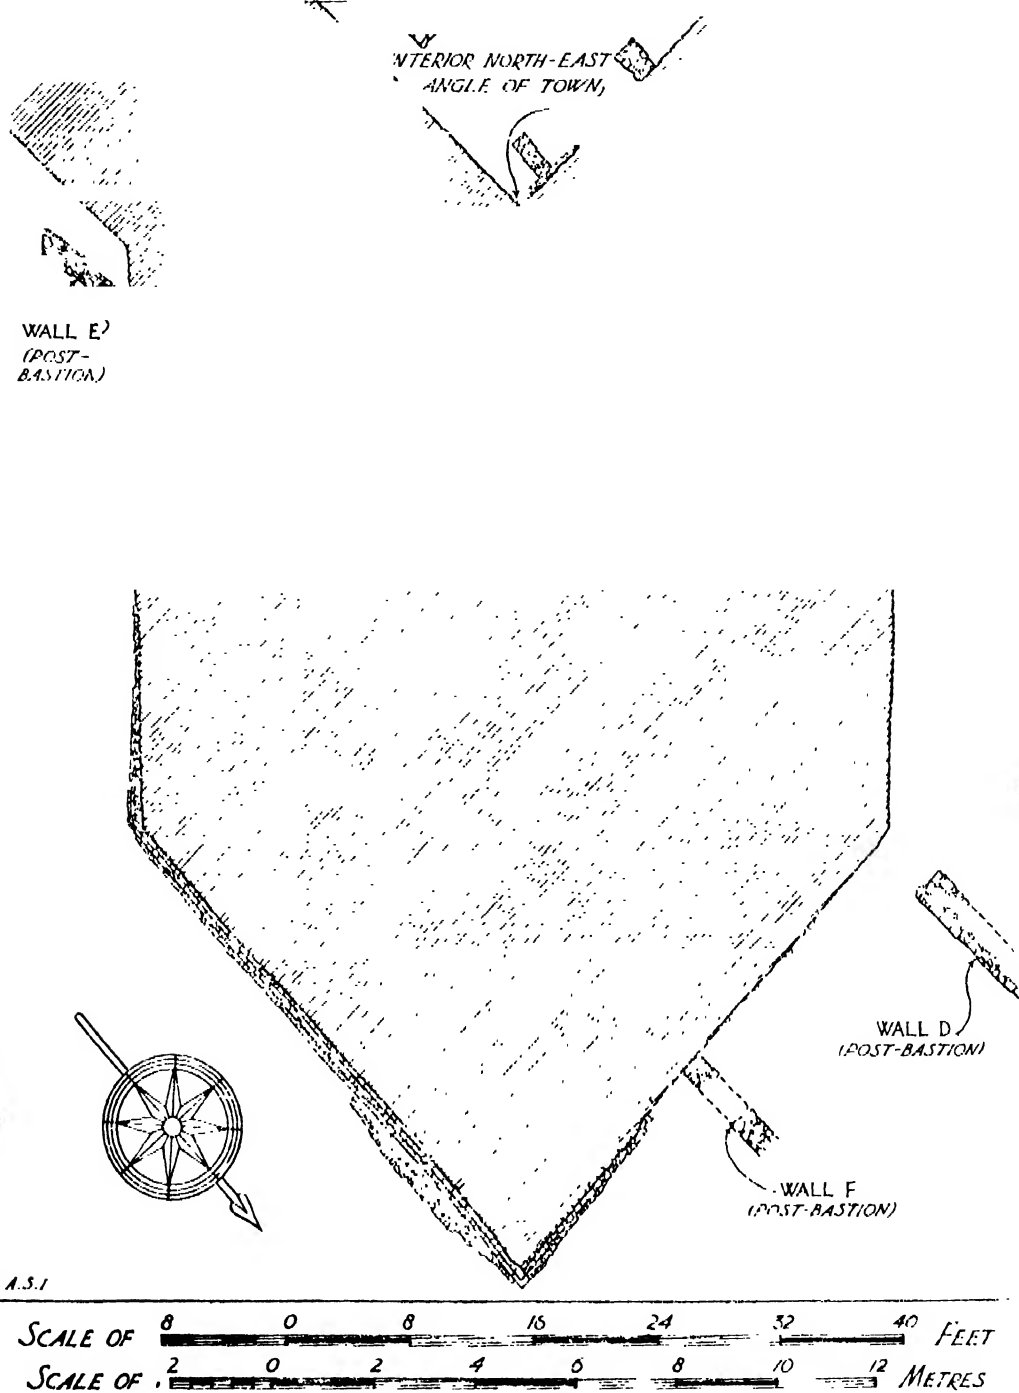 NTERIOR NORTH-EAST
ANGLE OF TOWN
WALL E
(POST-
BASTION)
WALL D
(POST-BASTION)
WALL F
(POST-BASTION)
A.S.I
SCALE OF 8 0 8 16 24 32 40 FEET
SCALE OF 2 0 2 4 6 8 10 12 METRES